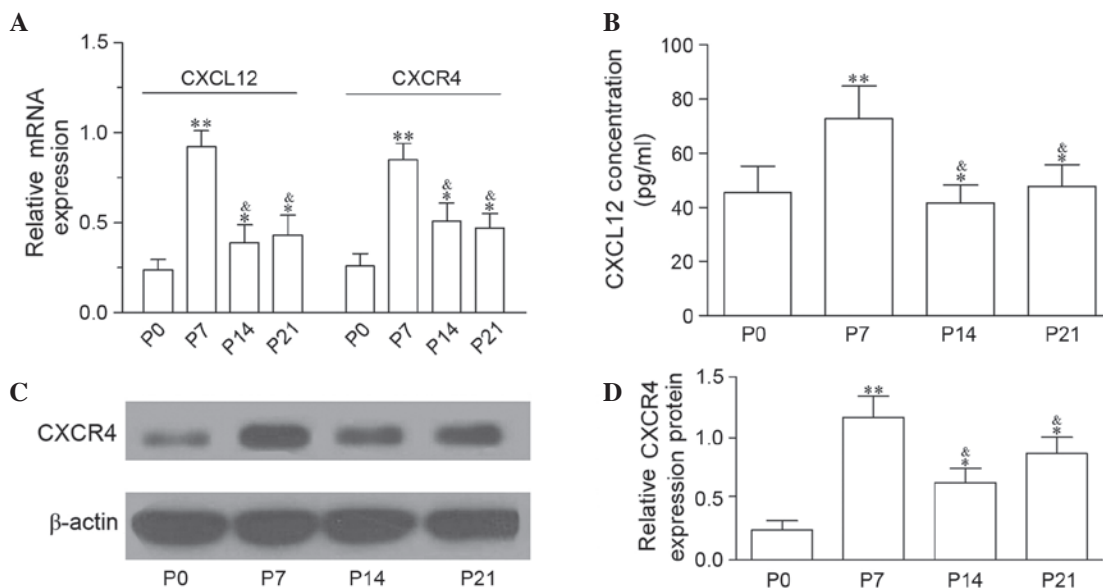 A
Relative mRNA
expression
1.5
1.0
0.5
0.0
CXCL12
CXCR4
**
&
*
&
*
**
&
*
&
*
P0 P7 P14 P21 P0 P7 P14 P21
B
CXCL12 concentration
(pg/ml)
100
80
60
40
20
0
**
&
*
&
*
P0 P7 P14 P21
C
CXCR4
β-actin
P0 P7 P14 P21
D
Relative CXCR4
expression protein
1.5
1.0
0.5
0.0
**
&
*
&
*
P0 P7 P14 P21